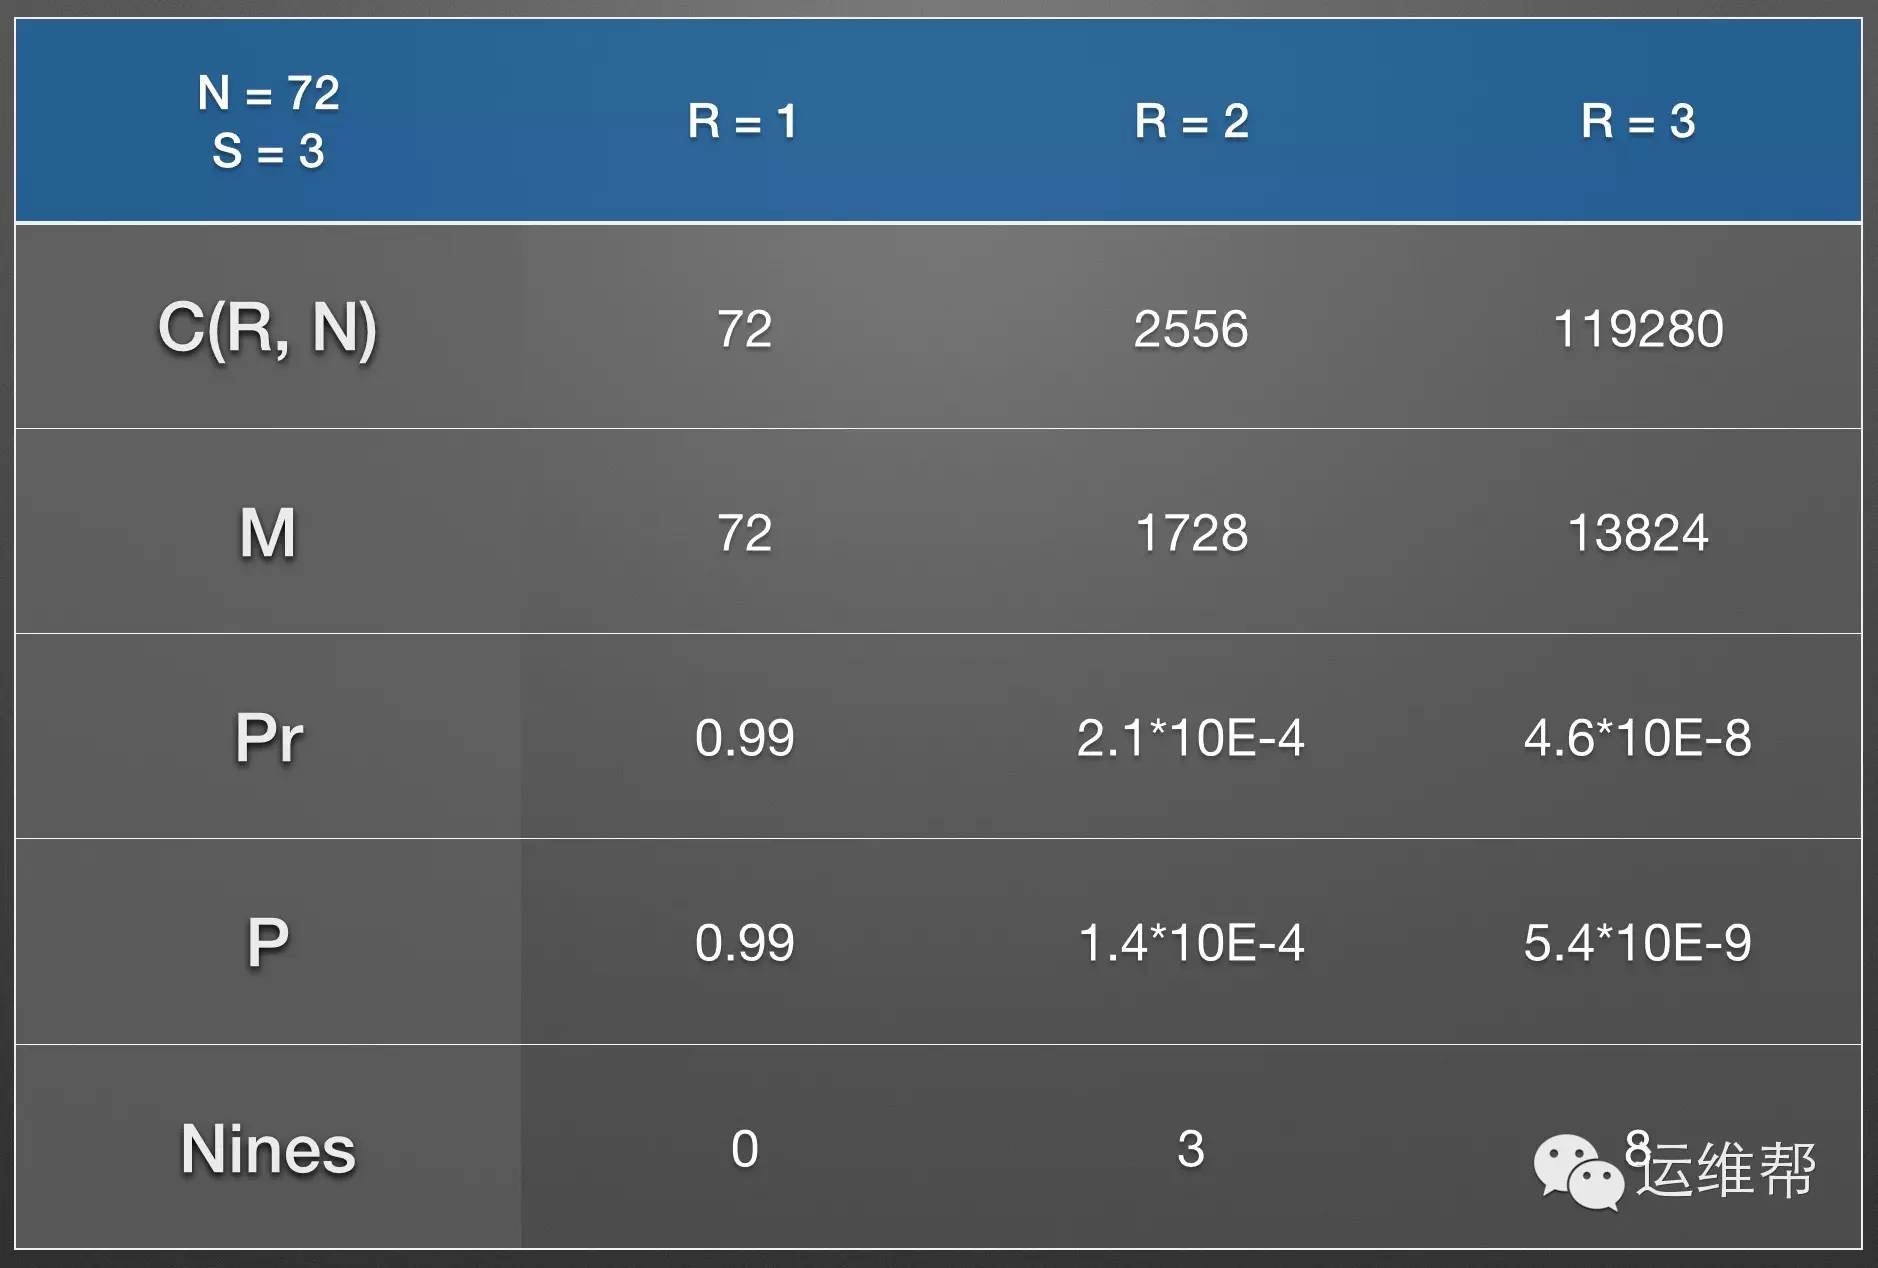 N = 72
S = 3
R = 1
R = 2
R = 3
C(R, N)
72
2556
119280
M
72
1728
13824
Pr
0.99
2.1*10E-4
4.6*10E-8
P
0.99
1.4*10E-4
5.4*10E-9
Nines
0
3
8
运维帮